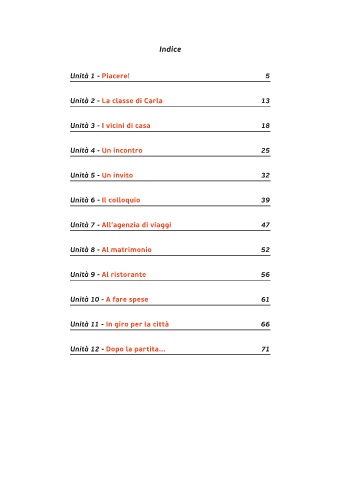 Indice
Unità 1 - Piacere! 5
Unità 2 - La classe di Carla 13
Unità 3 - I vicini di casa 18
Unità 4 - Un incontro 25
Unità 5 - Un invito 32
Unità 6 - Il colloquio 39
Unità 7 - All'agenzia di viaggi 47
Unità 8 - Al matrimonio 52
Unità 9 - Al ristorante 56
Unità 10 - A fare spese 61
Unità 11 - In giro per la città 66
Unità 12 - Dopo la partita... 71